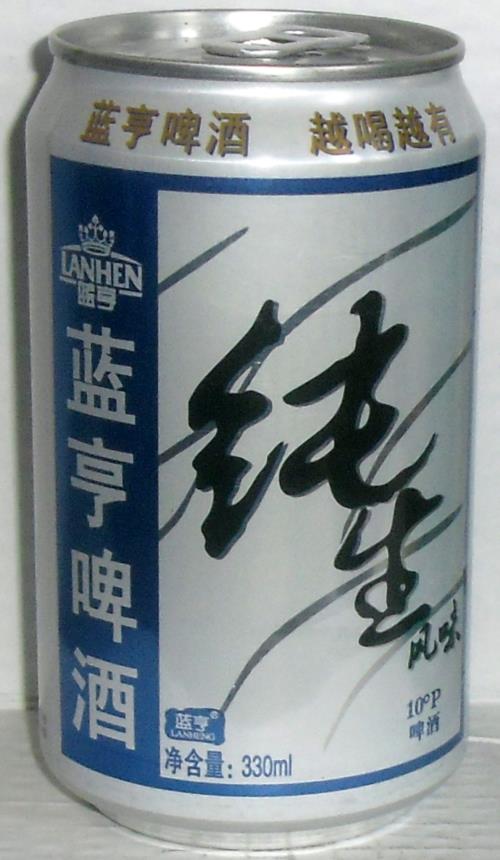 蓝亨啤酒 越喝越有
LANHEN
蓝亨
蓝亨啤酒
纯生
风味
10°P
啤酒
蓝亨®
LANHENG
净含量：330ml